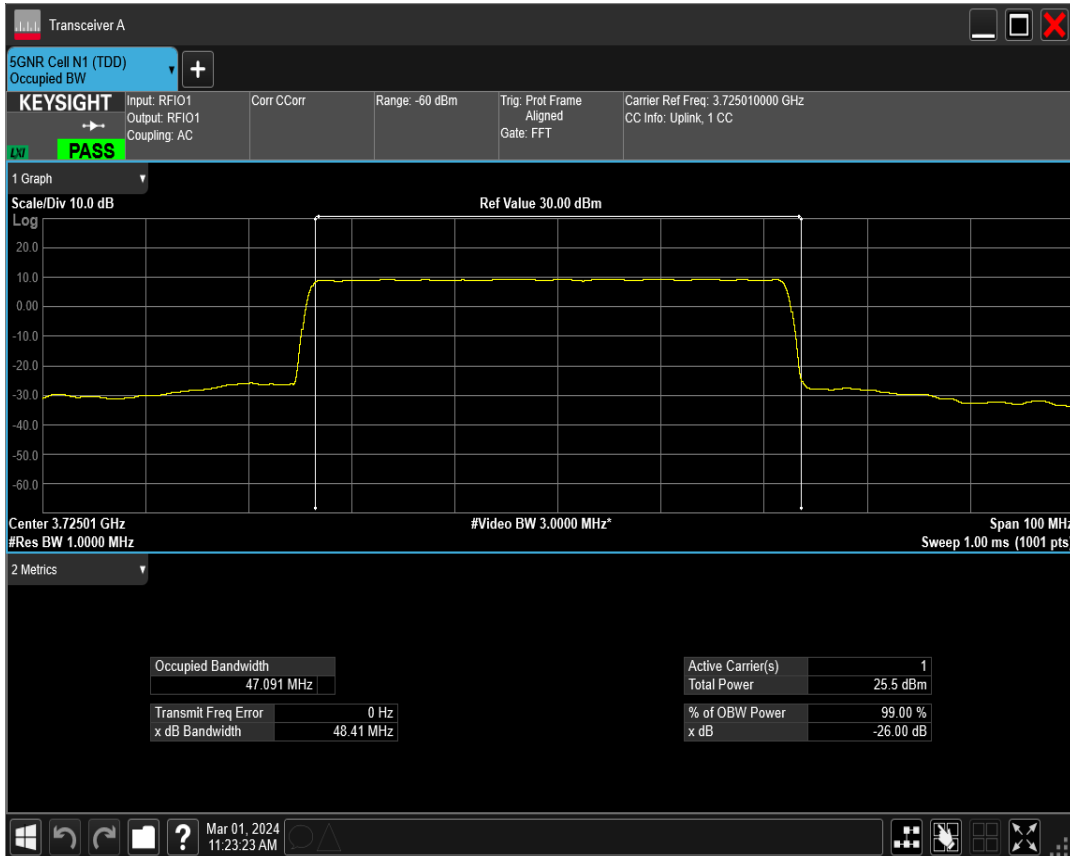 Transceiver A
5GNR Cell N1 (TDD)
Occupied BW
+
KEYSIGHT
LXI
PASS
Input: RFIO1
Output: RFIO1
Coupling: AC
Corr CCorr
Range: -60 dBm
Trig: Prot Frame
Aligned
Gate: FFT
Carrier Ref Freq: 3.725010000 GHz
CC Info: Uplink, 1 CC
1 Graph
Scale/Div 10.0 dB
Ref Value 30.00 dBm
Log
20.0
10.0
0.00
-10.0
-20.0
-30.0
-40.0
-50.0
-60.0
Center 3.72501 GHz
#Video BW 3.0000 MHz*
Span 100 MHz
#Res BW 1.0000 MHz
Sweep 1.00 ms (1001 pts)
2 Metrics
Occupied Bandwidth
47.091 MHz
Transmit Freq Error 0 Hz
x dB Bandwidth 48.41 MHz
Active Carrier(s) 1
Total Power 25.5 dBm
% of OBW Power 99.00 %
x dB -26.00 dB
?
Mar 01, 2024
11:23:23 AM